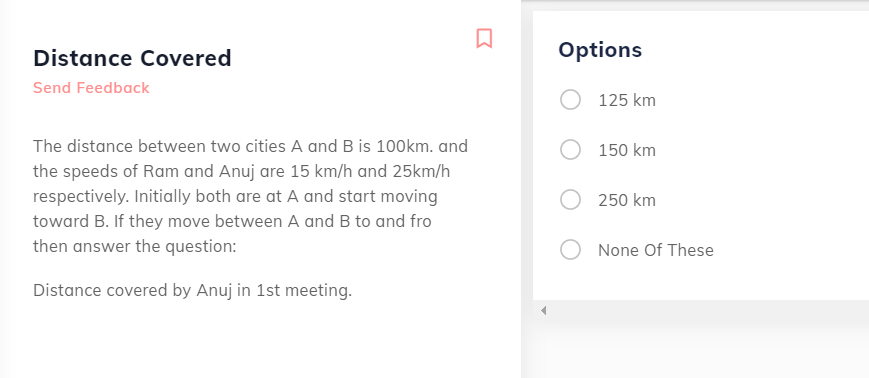 Distance Covered
Send Feedback
The distance between two cities A and B is 100km. and
the speeds of Ram and Anuj are 15 km/h and 25km/h
respectively. Initially both are at A and start moving
toward B. If they move between A and B to and fro
then answer the question:
Distance covered by Anuj in 1st meeting.
Options
125 km
150 km
250 km
None Of These